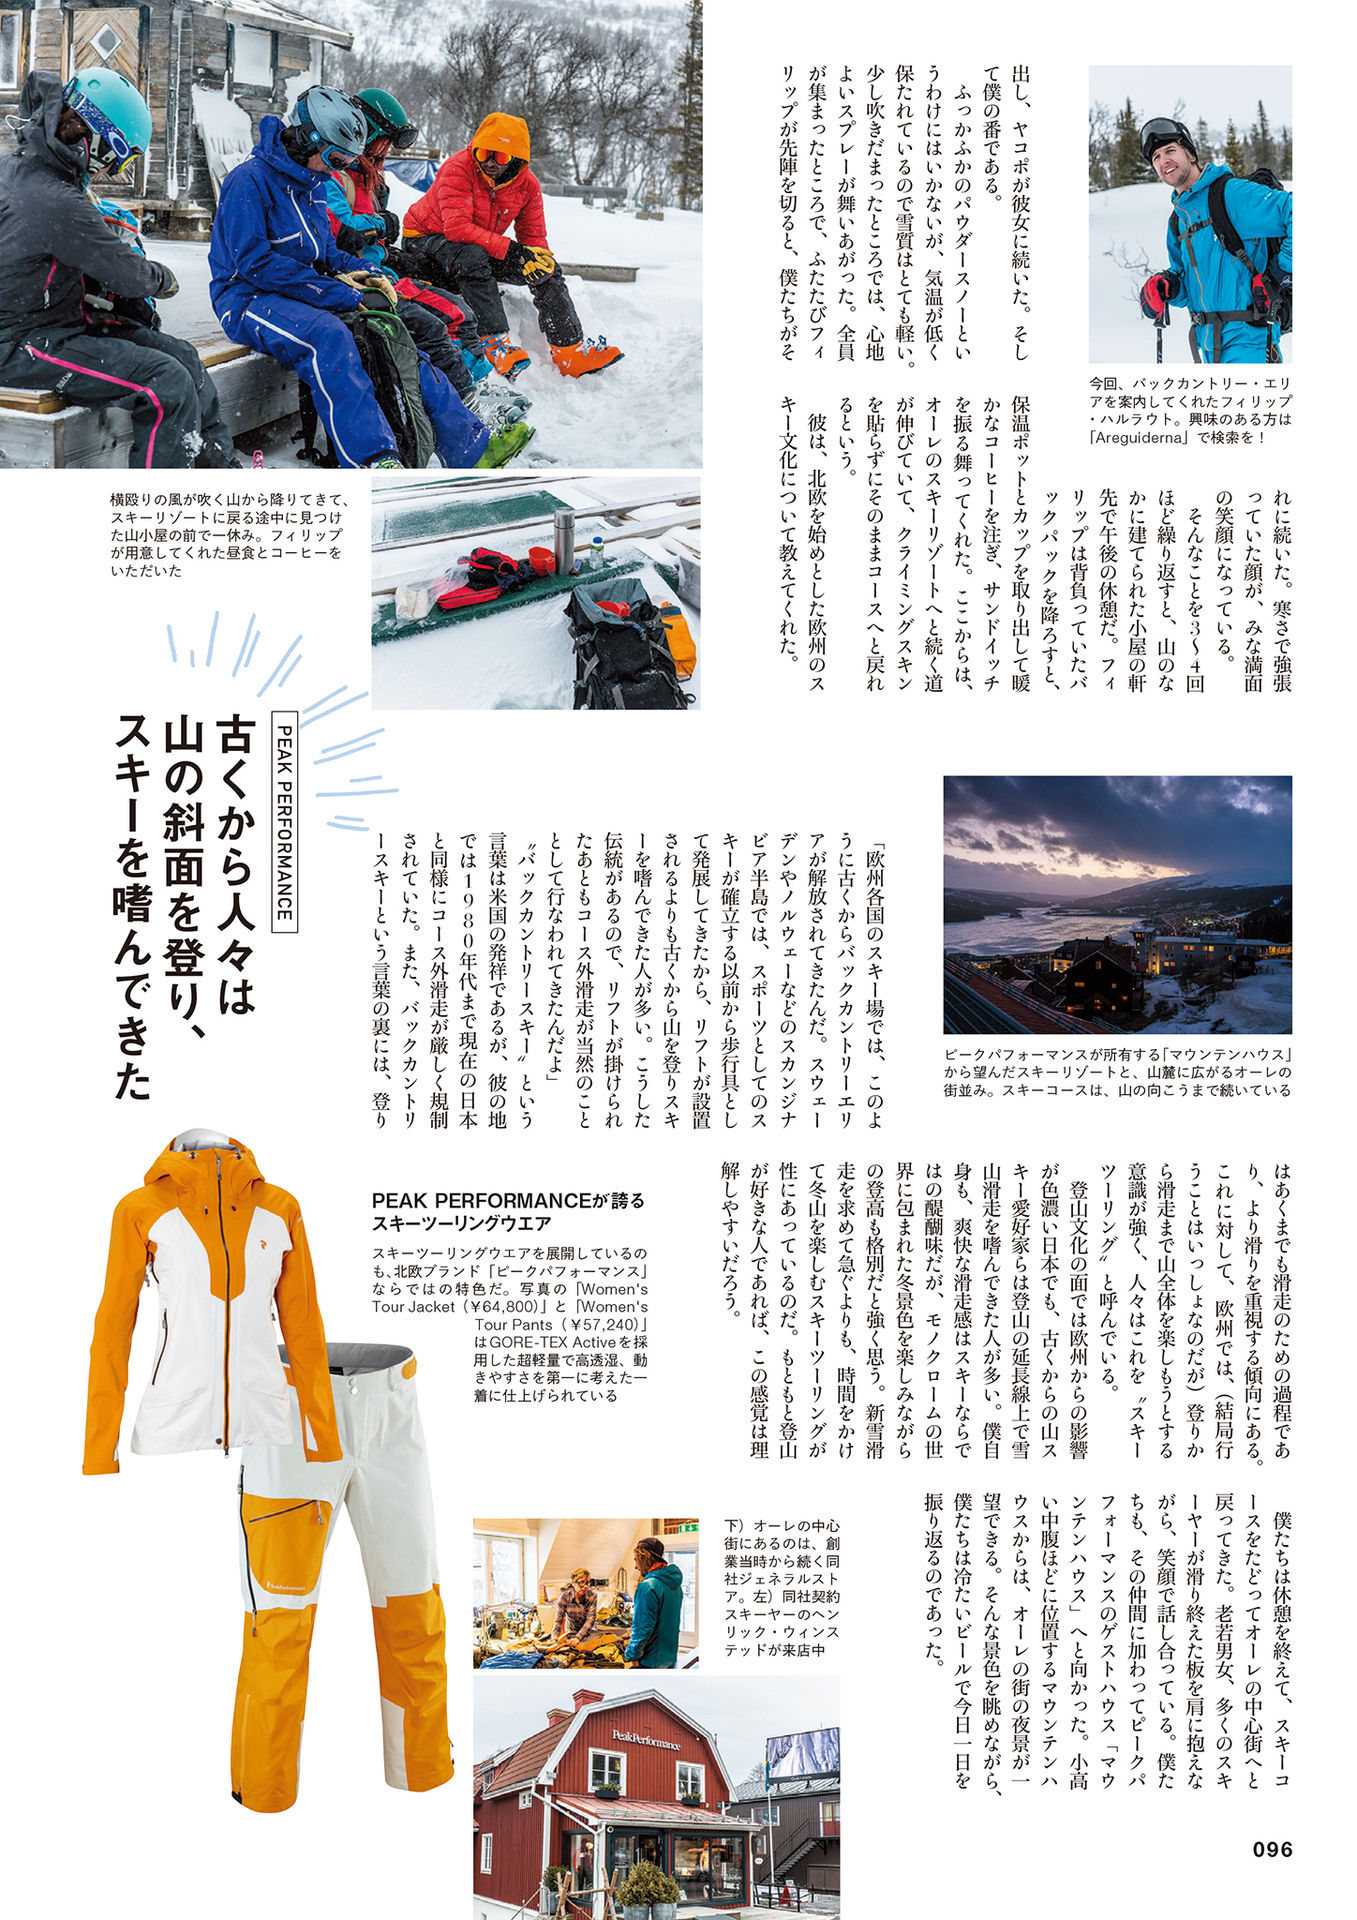 出し、ヤコポが彼女に続いた。そし
て僕の番である。
ふっかふかのパウダースノーとい
うわけにはいかないが、気温が低く
保たれているので雪質はとても軽い。
少し吹きだまったところでは、心地
よいスプレーが舞いあがった。全員
が集まったところで、ふたたびフィ
リップが先陣を切ると、僕たちがそ
今回、バックカントリー・エリ
アを案内してくれたフィリップ
・ハルラウト。興味のある方は
「Areguiderna」で検索を！
れに続いた。寒さで強張
っていた顔が、みな満面
の笑顔になっている。
そんなことを3〜4回
ほど繰り返すと、山のな
かに建てられた小屋の軒
先で午後の休憩だ。フィ
リップは背負っていたバ
ックパックを降ろすと、
保温ポットとカップを取り出して暖
かなコーヒーを注ぎ、サンドイッチ
を振る舞ってくれた。ここからは、
オーレのスキーリゾートへと続く道
が伸びていて、クライミングスキン
を貼らずにそのままコースへと戻れ
るという。
彼は、北欧を始めとした欧州のス
キー文化について教えてくれた。
横殴りの風が吹く山から降りてきて、
スキーリゾートに戻る途中に見つけ
た山小屋の前で一休み。フィリップ
が用意してくれた昼食とコーヒーを
いただいた
PEAK PERFORMANCE
古くから人々は
山の斜面を登り、
スキーを嗜んできた
「欧州各国のスキー場では、このよ
うに古くからバックカントリーエリ
アが解放されてきたんだ。スウェー
デンやノルウェーなどのスカンジナ
ビア半島では、スポーツとしてのス
キーが確立する以前から歩行具とし
て発展してきたから、リフトが設置
されるよりも古くから山を登りスキ
ーを嗜んできた人が多い。こうした
伝統があるので、リフトが掛けられ
たあともコース外滑走が当然のこと
として行なわれてきたんだよ」
〝バックカントリースキー〟という
言葉は米国の発祥であるが、彼の地
では1980年代まで現在の日本
と同様にコース外滑走が厳しく規制
されていた。また、バックカントリ
ースキーという言葉の裏には、登り
ピークパフォーマンスが所有する「マウンテンハウス」
から望んだスキーリゾートと、山麓に広がるオーレの
街並み。スキーコースは、山の向こうまで続いている
はあくまでも滑走のための過程であ
り、より滑りを重視する傾向にある。
これに対して、欧州では、（結局行
うことはいっしょなのだが）登りか
ら滑走まで山全体を楽しもうとする
意識が強く、人々はこれを〝スキー
ツーリング〟と呼んでいる。
登山文化の面では欧州からの影響
が色濃い日本でも、古くからの山ス
キー愛好家らは登山の延長線上で雪
山滑走を嗜んできた人が多い。僕自
身も、爽快な滑走感はスキーならで
はの醍醐味だが、モノクロームの世
界に包まれた冬景色を楽しみながら
の登高も格別だと強く思う。新雪滑
走を求めて急ぐよりも、時間をかけ
て冬山を楽しむスキーツーリングが
性にあっているのだ。もともと登山
が好きな人であれば、この感覚は理
解しやすいだろう。
PEAK PERFORMANCEが誇る
スキーツーリングウエア
スキーツーリングウエアを展開しているの
も、北欧ブランド「ピークパフォーマンス」
ならではの特色だ。写真の「Women's
Tour Jacket（¥64,800）」と「Women's
Tour Pants（¥57,240）」
はGORE-TEX Activeを採
用した超軽量で高透湿、動
きやすさを第一に考えた一
着に仕上げられている
僕たちは休憩を終えて、スキーコ
ースをたどってオーレの中心街へと
戻ってきた。老若男女、多くのスキ
ーヤーが滑り終えた板を肩に抱えな
がら、笑顔で話し合っている。僕た
ちも、その仲間に加わってピークパ
フォーマンスのゲストハウス「マウ
ンテンハウス」へと向かった。小高
い中腹ほどに位置するマウンテンハ
ウスからは、オーレの街の夜景が一
望できる。そんな景色を眺めながら、
僕たちは冷たいビールで今日一日を
振り返るのであった。
下）オーレの中心
街にあるのは、創
業当時から続く同
社ジェネラルスト
ア。左）同社契約
スキーヤーのヘン
リック・ウィンス
テッドが来店中
PeakPerformance
PeakPerformance
096